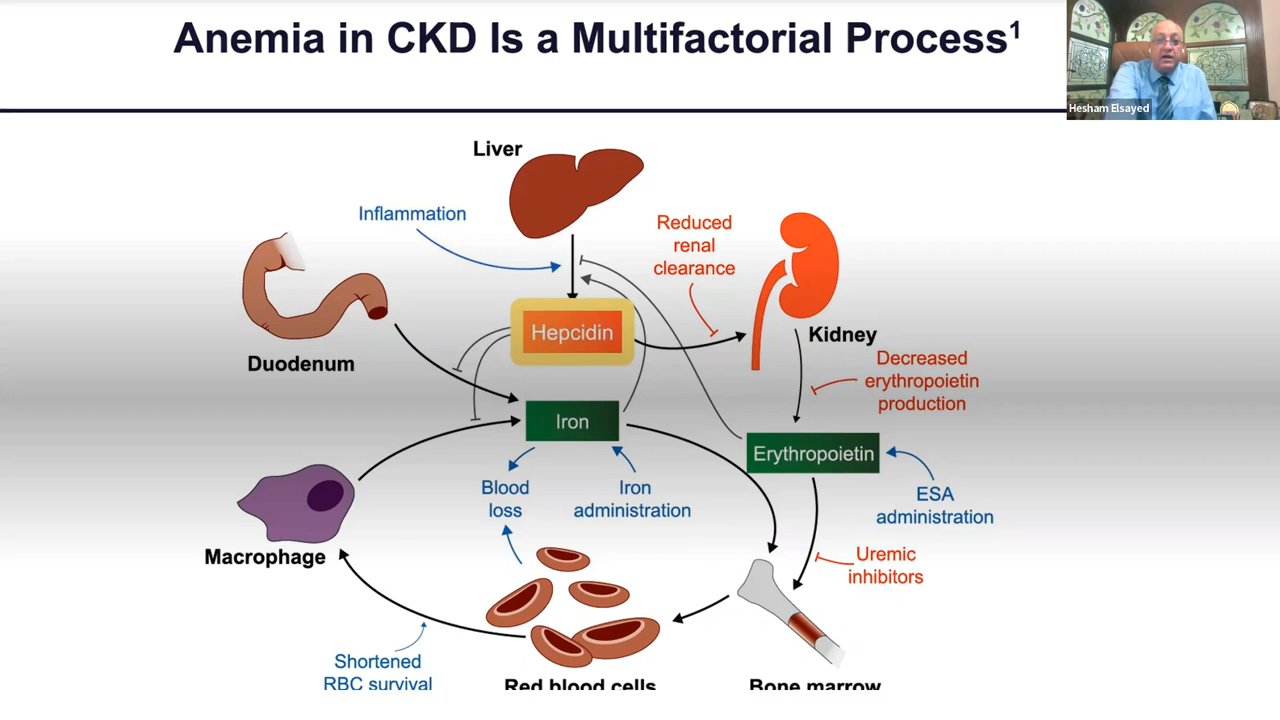 Anemia in CKD Is a Multifactorial Process1
Hesham Elsayed
Liver
Inflammation
Reduced
renal
clearance
Hepcidin
Kidney
Duodenum
Decreased
erythropoietin
production
Iron
Erythropoietin
Blood
loss
Iron
administration
ESA
administration
Macrophage
Uremic
inhibitors
Shortened
RBC survival
Red blood cells
Bone marrow